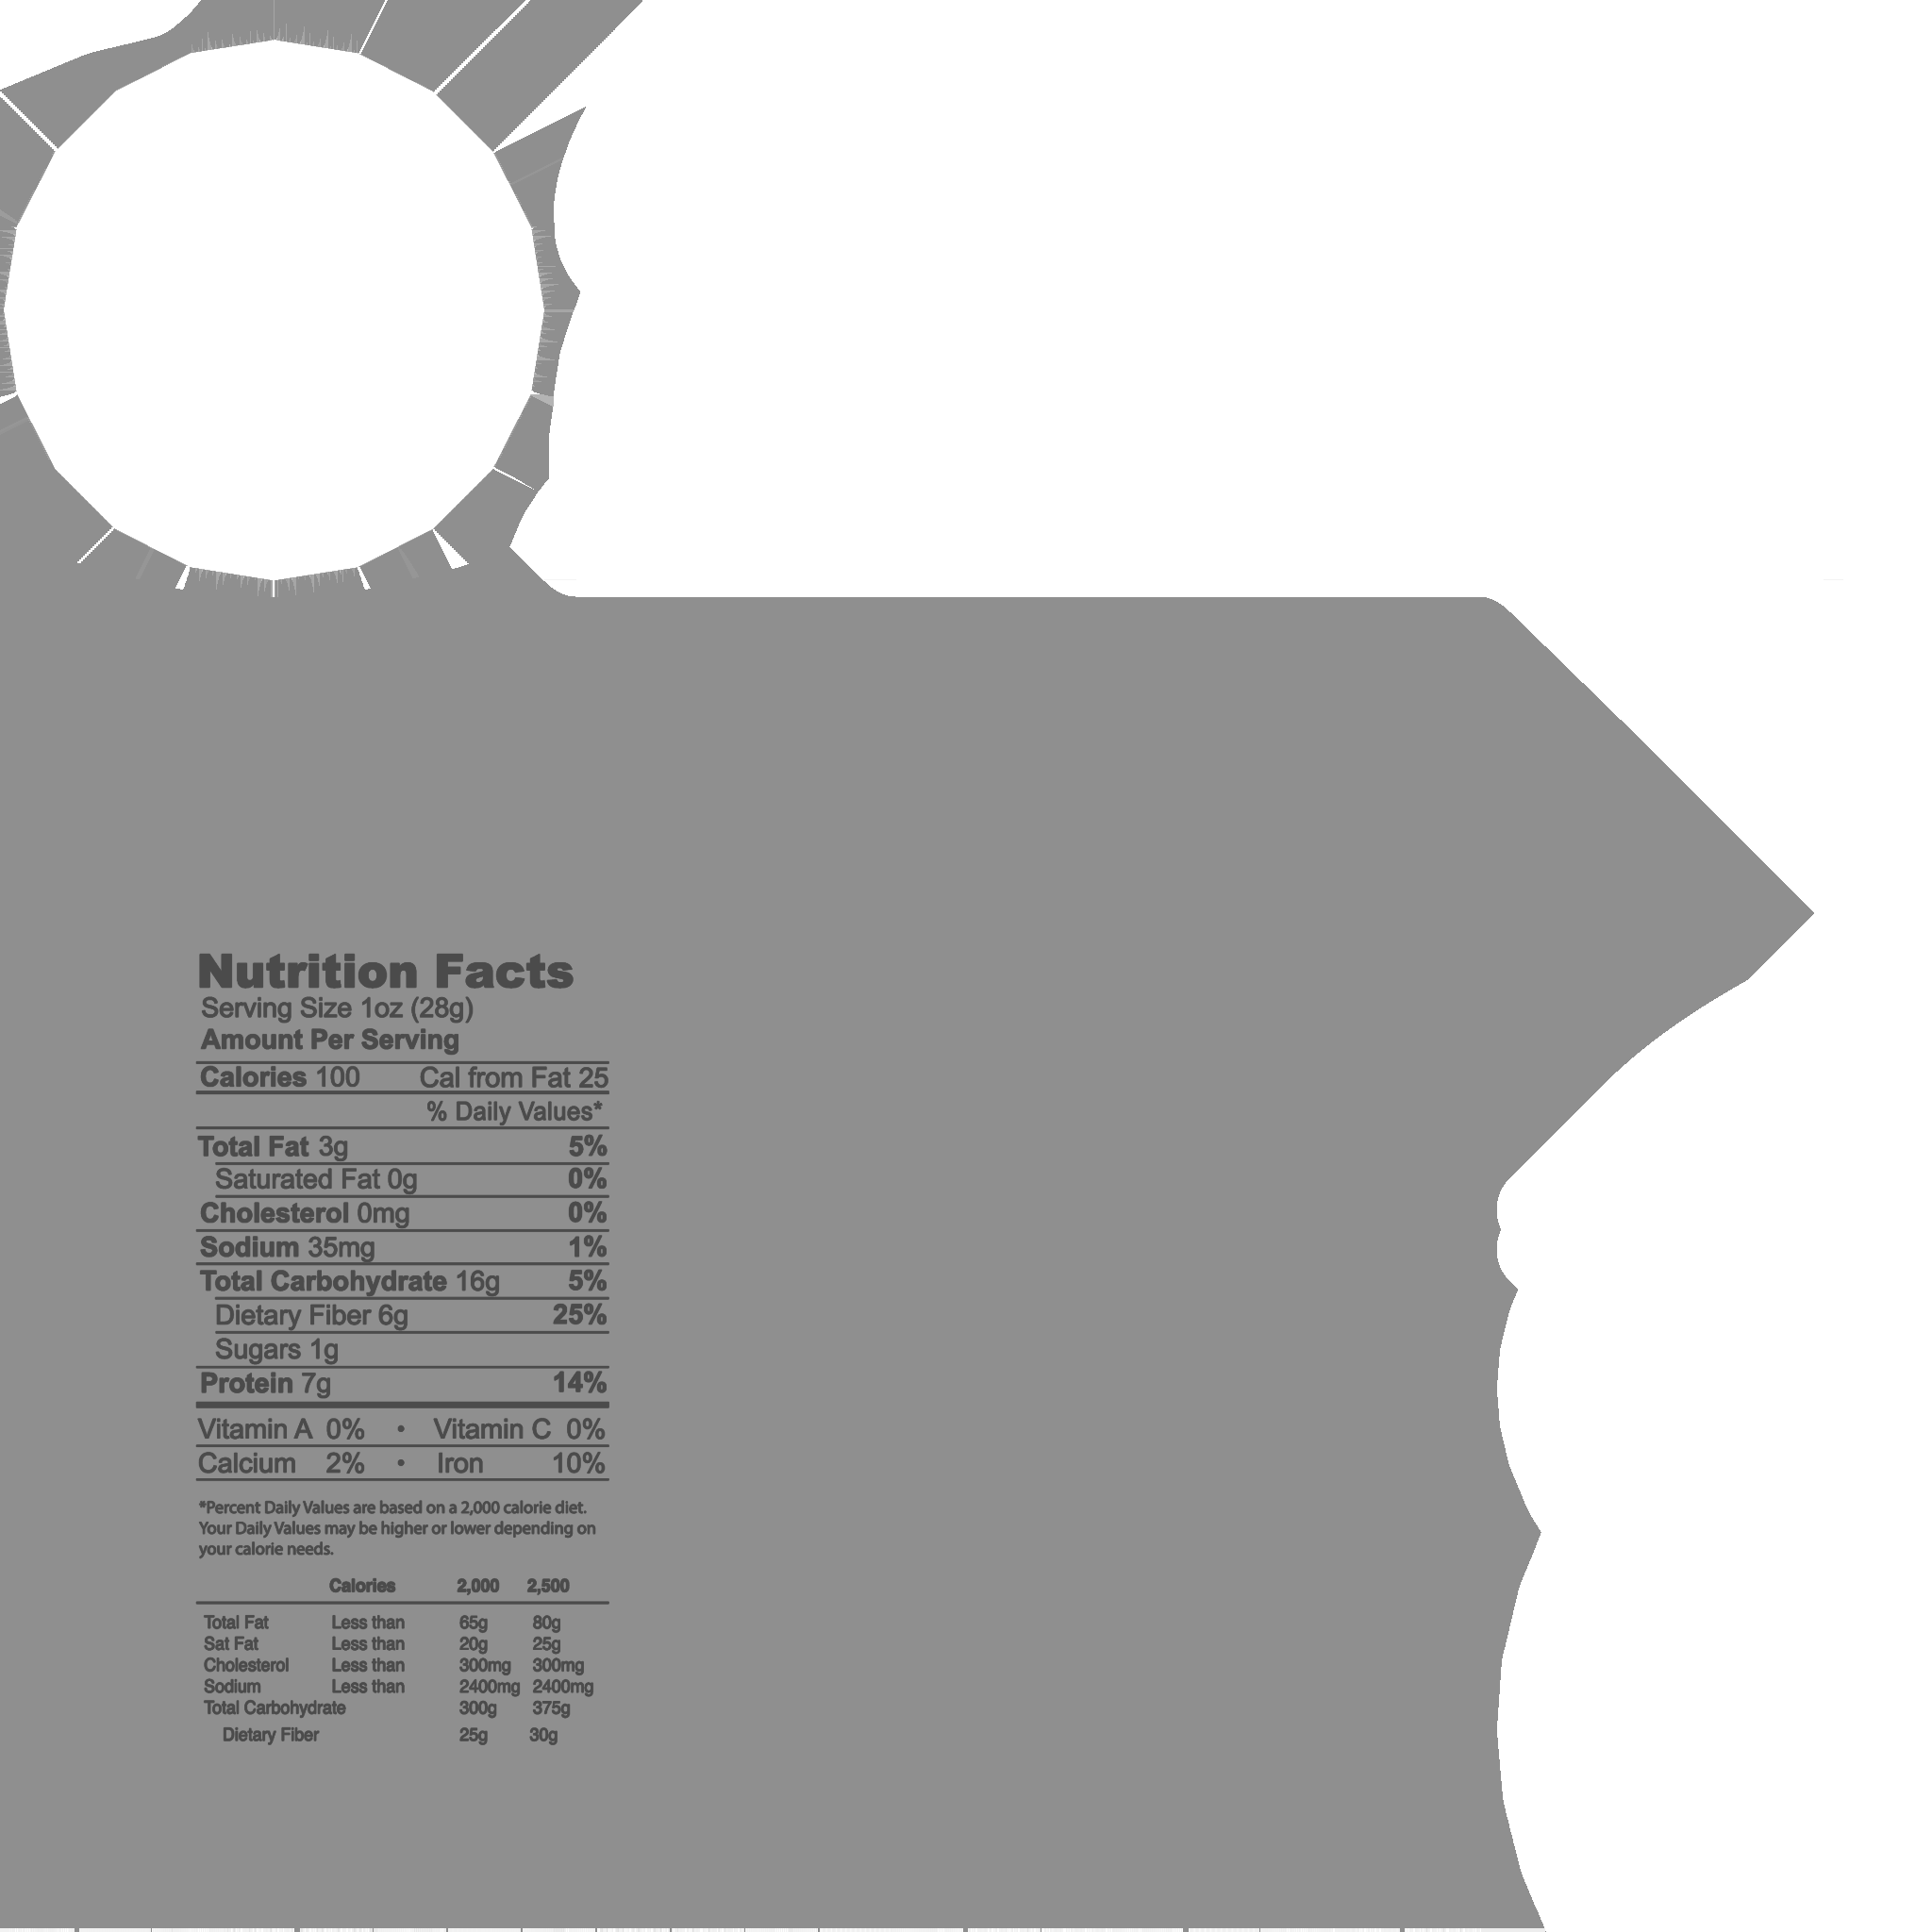 Nutrition Facts
Serving Size 1oz (28g)
Amount Per Serving
Calories 100 Cal from Fat 25
% Daily Values*
Total Fat 3g 5%
Saturated Fat 0g 0%
Cholesterol 0mg 0%
Sodium 35mg 1%
Total Carbohydrate 16g 5%
Dietary Fiber 6g 25%
Sugars 1g
Protein 7g 14%
Vitamin A 0% • Vitamin C 0%
Calcium 2% • Iron 10%
*Percent Daily Values are based on a 2,000 calorie diet.
Your Daily Values may be higher or lower depending on
your calorie needs.
Calories 2,000 2,500
Total Fat Less than 65g 80g
Sat Fat Less than 20g 25g
Cholesterol Less than 300mg 300mg
Sodium Less than 2400mg 2400mg
Total Carbohydrate 300g 375g
Dietary Fiber 25g 30g